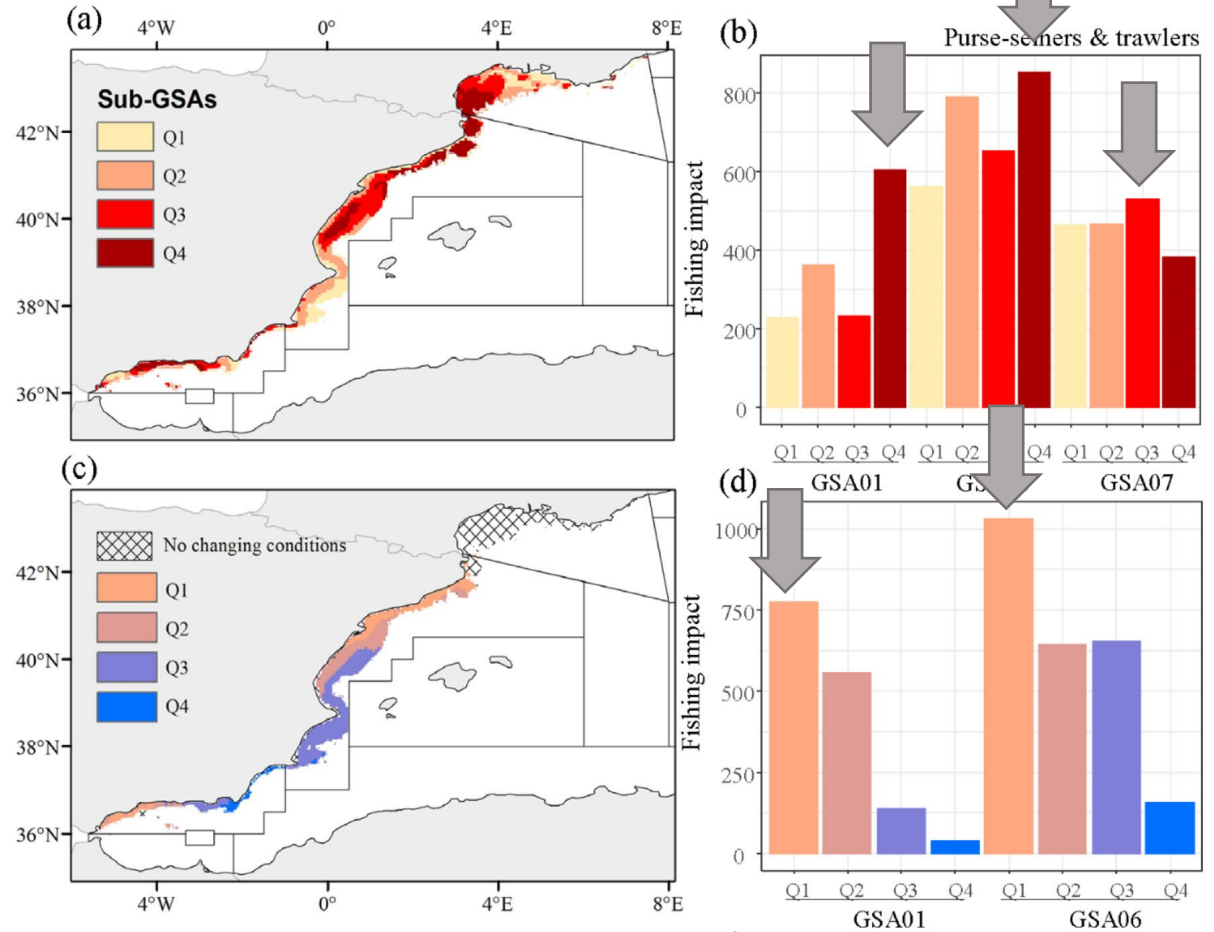 (a)
4°W 0° 4°E 8°E
Sub-GSAs
Q1
Q2
Q3
Q4
42°N
40°N
38°N
36°N
(b)
Purse-seiners & trawlers
Fishing impact
800
600
400
200
0
Q1 Q2 Q3 Q4 Q1 Q2 Q4 Q1 Q2 Q3 Q4
GSA01 GS GSA07
(c)
No changing conditions
Q1
Q2
Q3
Q4
42°N
40°N
38°N
36°N
4°W 0° 4°E 8°E
(d)
Fishing impact
1000
750
500
250
0
Q1 Q2 Q3 Q4 Q1 Q2 Q3 Q4
GSA01 GSA06